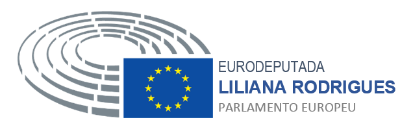 EURODEPUTADA
LILIANA RODRIGUES
PARLAMENTO EUROPEU